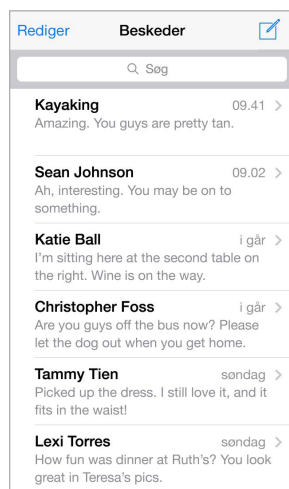 Rediger Beskeder
Søg
Kayaking 09.41
Amazing. You guys are pretty tan.
Sean Johnson 09.02
Ah, interesting. You may be on to
something.
Katie Ball i går
I'm sitting here at the second table on
the right. Wine is on the way.
Christopher Foss i går
Are you guys off the bus now? Please
let the dog out when you get home.
Tammy Tien søndag
Picked up the dress. I still love it, and it
fits in the waist!
Lexi Torres søndag
How fun was dinner at Ruth's? You look
great in Teresa's pics.